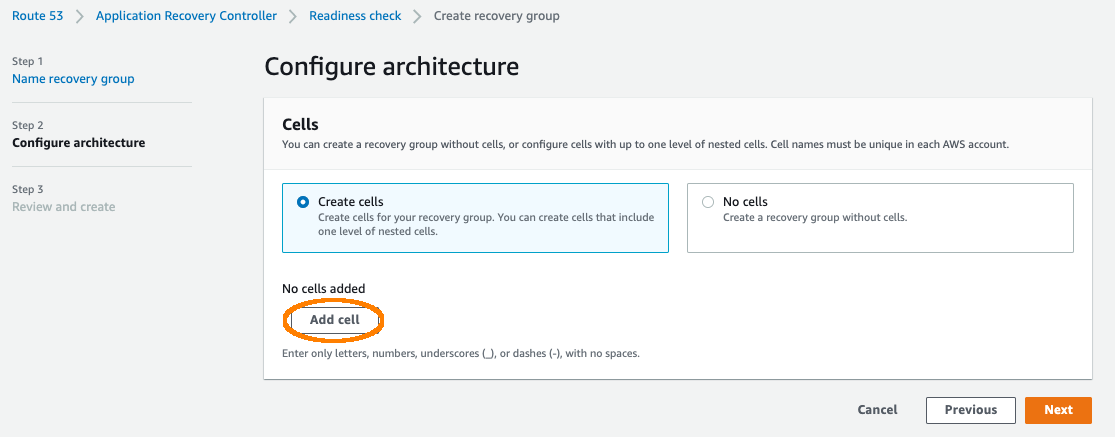 Route 53 > Application Recovery Controller > Readiness check > Create recovery group
Step 1
Name recovery group
Step 2
Configure architecture
Step 3
Review and create
Configure architecture
Cells
You can create a recovery group without cells, or configure cells with up to one level of nested cells. Cell names must be unique in each AWS account.
Create cells
Create cells for your recovery group. You can create cells that include
one level of nested cells.
No cells
Create a recovery group without cells.
No cells added
Add cell
Enter only letters, numbers, underscores (_), or dashes (-), with no spaces.
Cancel Previous Next